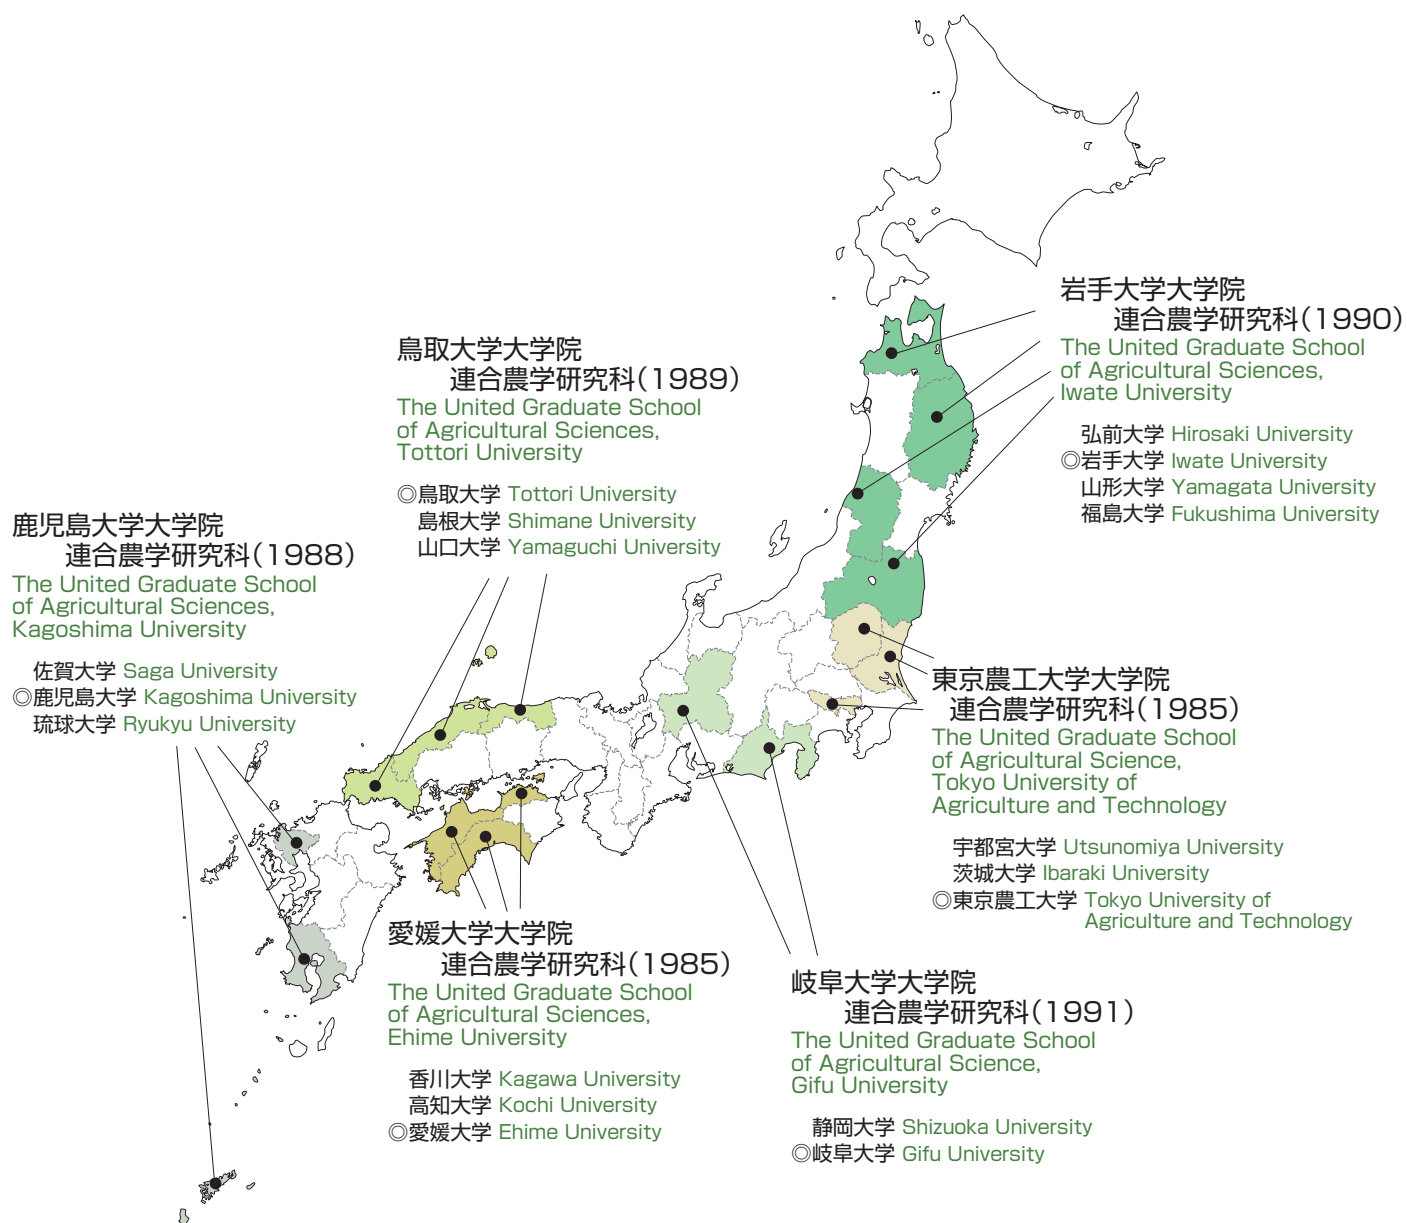 岩手大学大学院
連合農学研究科(1990)
The United Graduate School
of Agricultural Sciences,
Iwate University
弘前大学 Hirosaki University
◎岩手大学 Iwate University
山形大学 Yamagata University
福島大学 Fukushima University
鳥取大学大学院
連合農学研究科(1989)
The United Graduate School
of Agricultural Sciences,
Tottori University
◎鳥取大学 Tottori University
島根大学 Shimane University
山口大学 Yamaguchi University
鹿児島大学大学院
連合農学研究科(1988)
The United Graduate School
of Agricultural Sciences,
Kagoshima University
佐賀大学 Saga University
◎鹿児島大学 Kagoshima University
琉球大学 Ryukyu University
東京農工大学大学院
連合農学研究科(1985)
The United Graduate School
of Agricultural Science,
Tokyo University of
Agriculture and Technology
宇都宮大学 Utsunomiya University
茨城大学 Ibaraki University
◎東京農工大学 Tokyo University of
Agriculture and Technology
愛媛大学大学院
連合農学研究科(1985)
The United Graduate School
of Agricultural Sciences,
Ehime University
香川大学 Kagawa University
高知大学 Kochi University
◎愛媛大学 Ehime University
岐阜大学大学院
連合農学研究科(1991)
The United Graduate School
of Agricultural Science,
Gifu University
静岡大学 Shizuoka University
◎岐阜大学 Gifu University